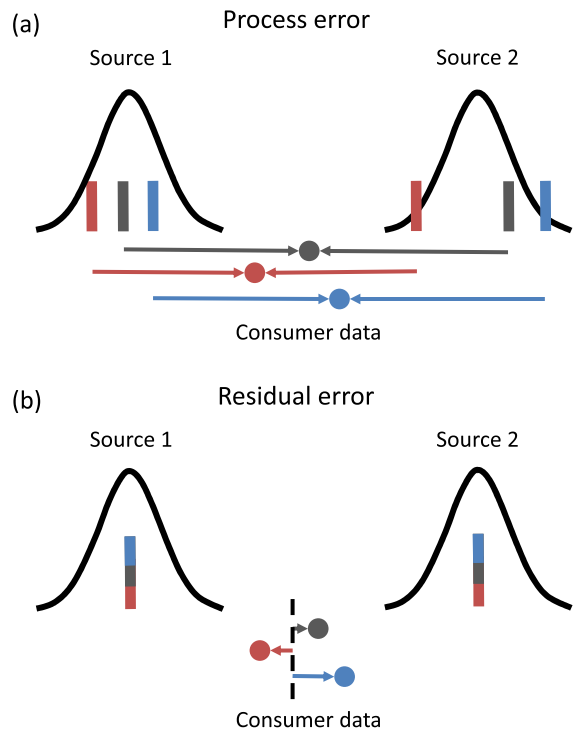 (a)
Process error
Source 1
Source 2
Consumer data
(b)
Residual error
Source 1
Source 2
Consumer data